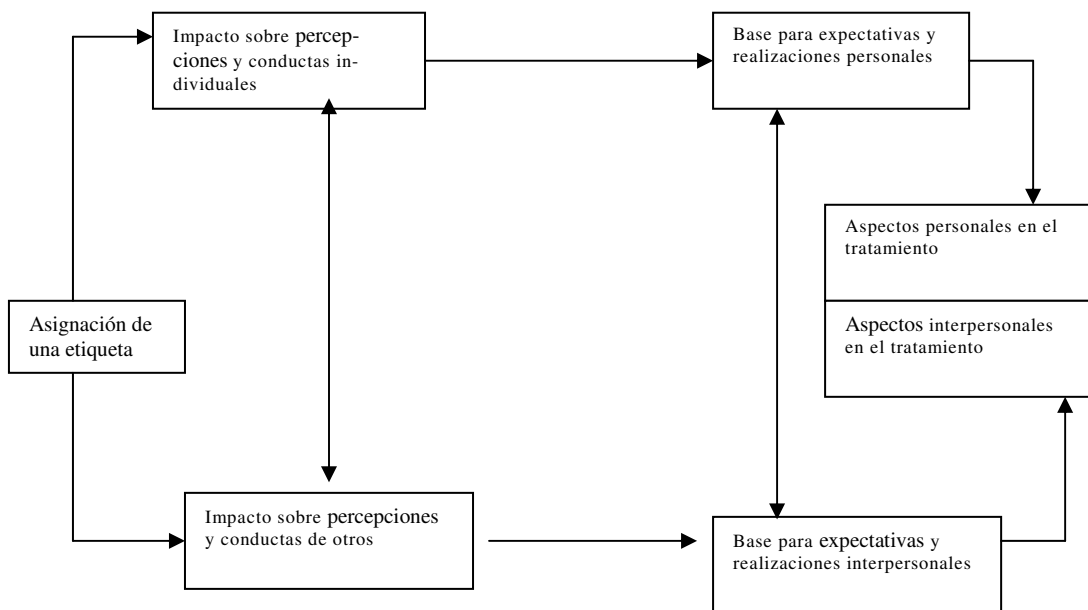 Impacto sobre percep-
ciones y conductas in-
dividuales
Base para expectativas y
realizaciones personales
Aspectos personales en el
tratamiento
Asignación de
una etiqueta
Aspectos interpersonales
en el tratamiento
Impacto sobre percepciones
y conductas de otros
Base para expectativas y
realizaciones interpersonales